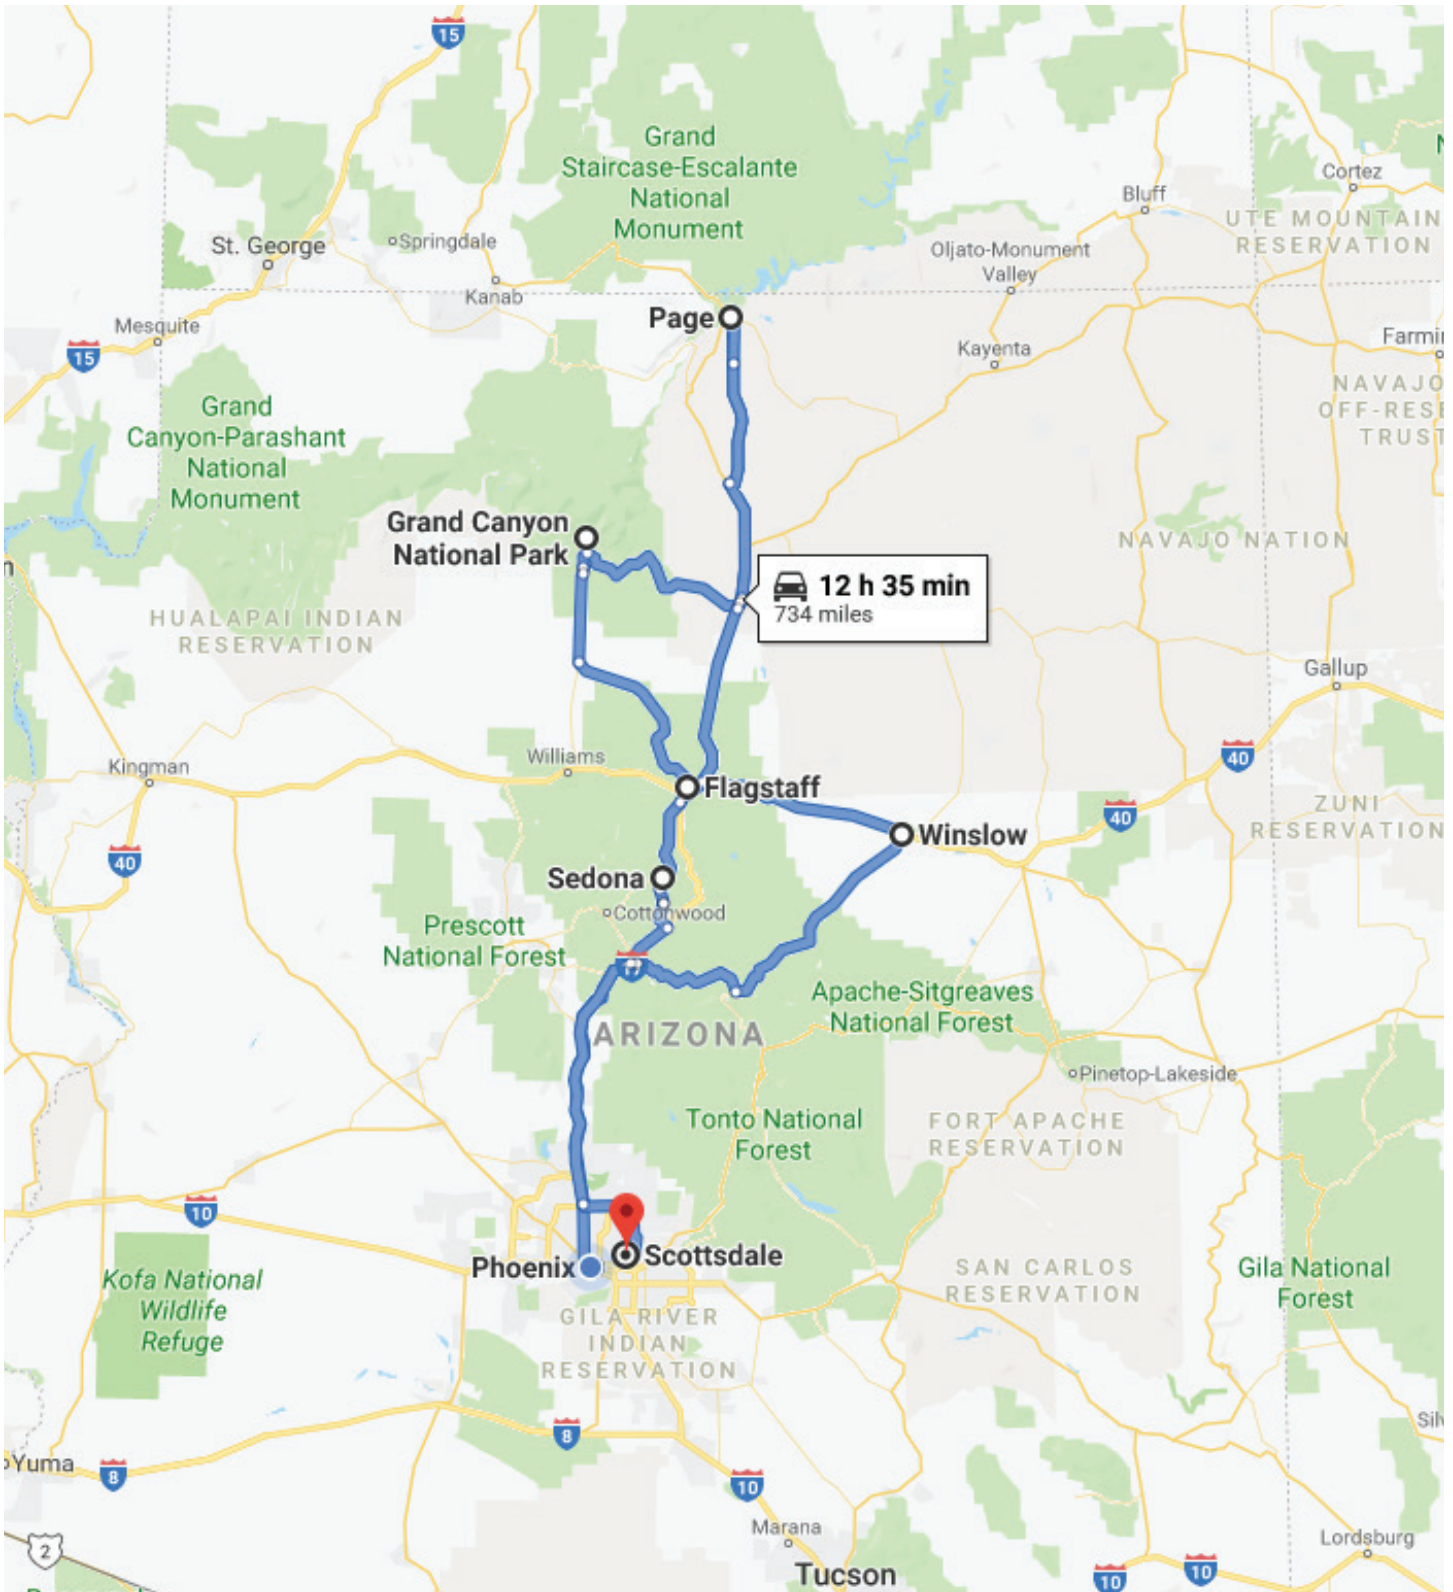 15
Grand
Staircase-Escalante
National
Monument
Cortez
Bluff
UTE MOUNTAIN
RESERVATION
St. George
Springdale
Oljato-Monument
Valley
Kanab
Page
Mesquite
15
Kayenta
Farmin
NAVAJO
OFF-RESE
TRUST
Grand
Canyon-Parashant
National
Monument
Grand Canyon
National Park
NAVAJO NATION
12 h 35 min
734 miles
HUALAPAI INDIAN
RESERVATION
Gallup
Williams
Kingman
40
Flagstaff
40
ZUNI
RESERVATION
Winslow
40
Sedona
Cottonwood
Prescott
National Forest
17
Apache-Sitgreaves
National Forest
ARIZONA
Pinetop-Lakeside
Tonto National
Forest
FORT APACHE
RESERVATION
10
Scottsdale
Phoenix
Kofa National
Wildlife
Refuge
SAN CARLOS
RESERVATION
Gila National
Forest
GILA RIVER
INDIAN
RESERVATION
8
Silv
Yuma
8
10
Marana
2
Lordsburg
Tucson
10
10